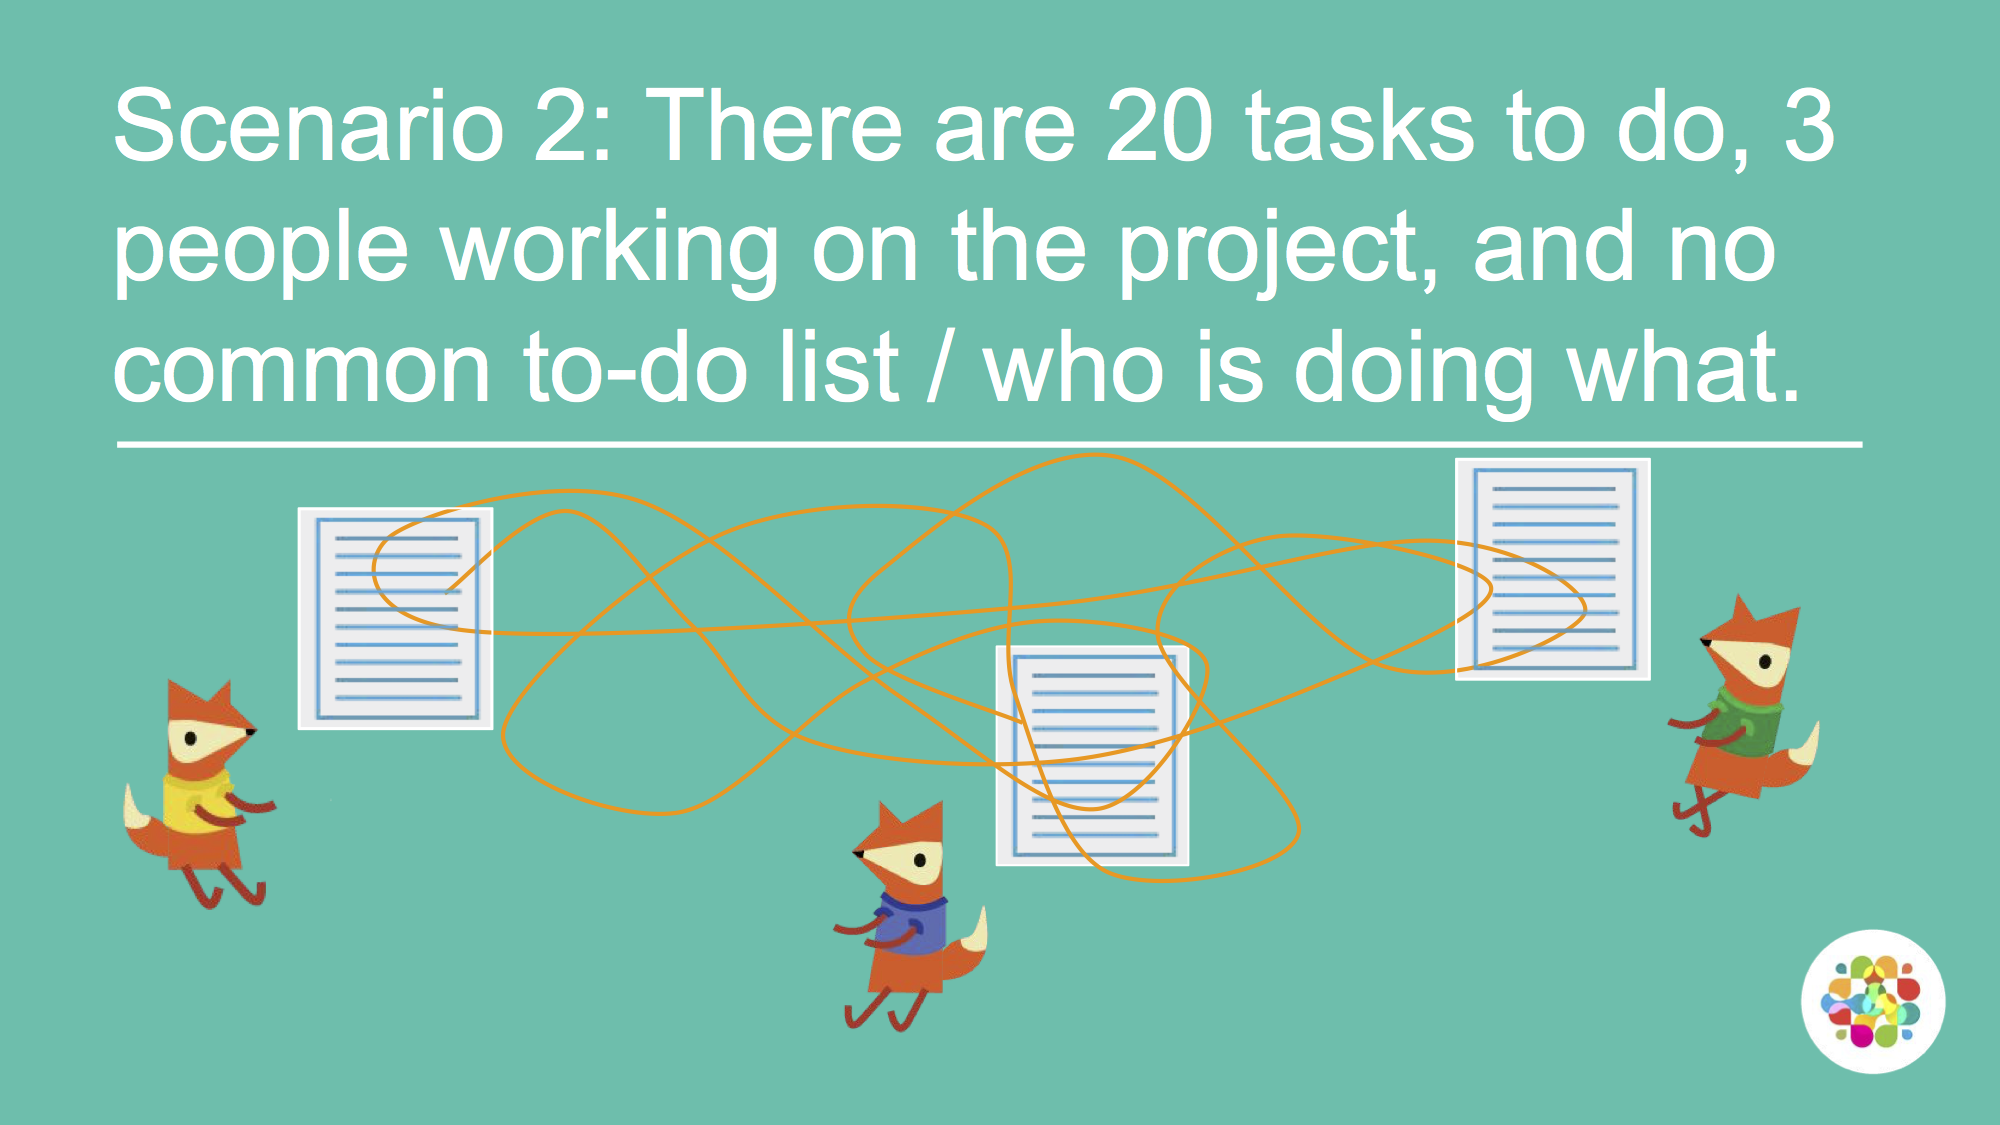 Scenario 2: There are 20 tasks to do, 3
people working on the project, and no
common to-do list / who is doing what.